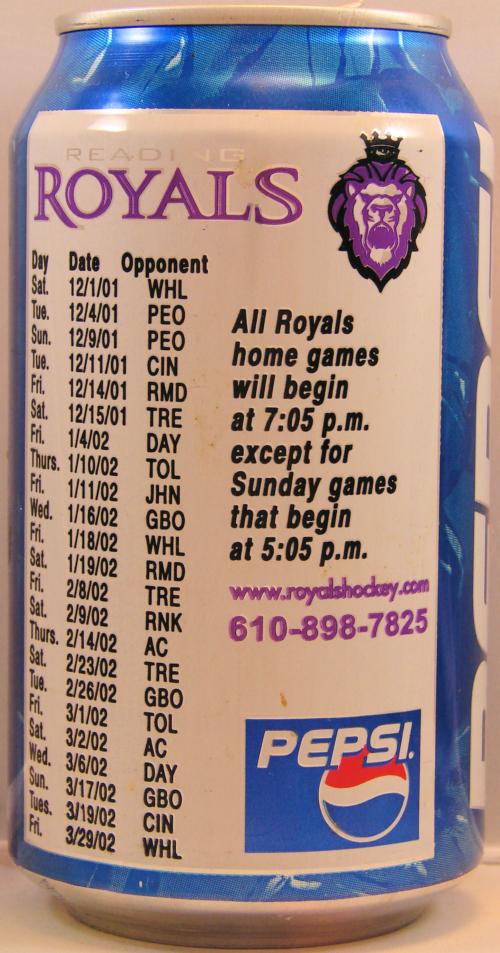 READING
ROYALS
Day Date Opponent
Sat. 12/1/01 WHL
Tue. 12/4/01 PEO
Sun. 12/9/01 PEO
Tue. 12/11/01 CIN
Fri. 12/14/01 RMD
Sat. 12/15/01 TRE
Fri. 1/4/02 DAY
Thurs. 1/10/02 TOL
Fri. 1/11/02 JHN
Wed. 1/16/02 GBO
Fri. 1/18/02 WHL
Sat. 1/19/02 RMD
Fri. 2/8/02 TRE
Sat. 2/9/02 RNK
Thurs. 2/14/02 AC
Sat. 2/23/02 TRE
Tue. 2/26/02 GBO
Fri. 3/1/02 TOL
Sat. 3/2/02 AC
Wed. 3/6/02 DAY
Sun. 3/17/02 GBO
Tues. 3/19/02 CIN
Fri. 3/29/02 WHL
All Royals
home games
will begin
at 7:05 p.m.
except for
Sunday games
that begin
at 5:05 p.m.
www.royalshockey.com
610-898-7825
PEPSI.